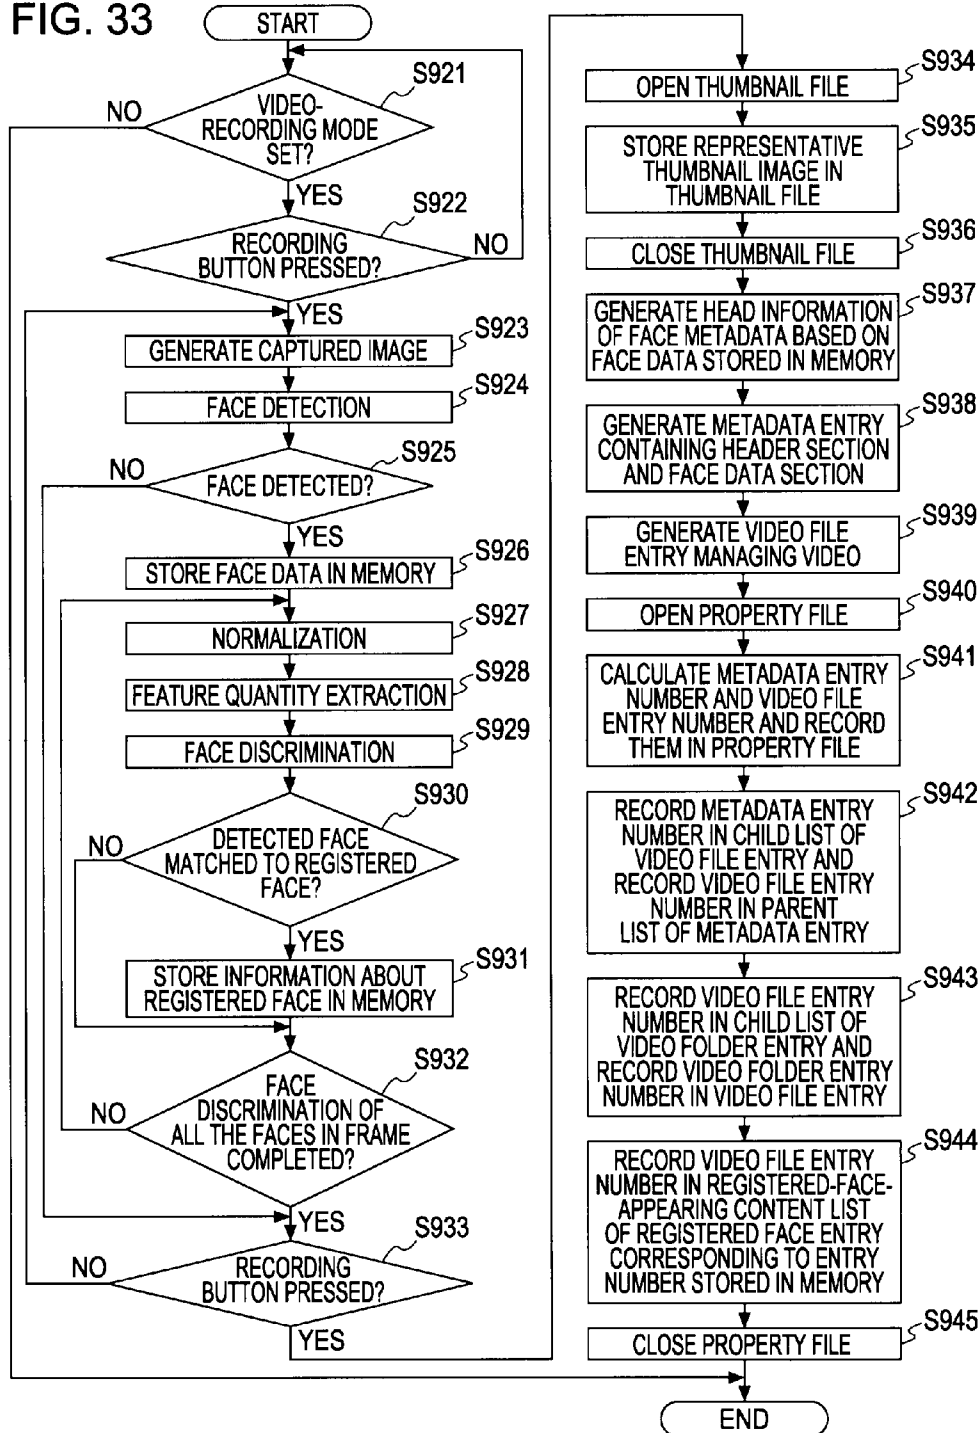 FIG. 33
START
S921
NO
VIDEO-
RECORDING MODE
SET?
YES
S922
RECORDING
BUTTON PRESSED?
NO
YES
S923
GENERATE CAPTURED IMAGE
S924
FACE DETECTION
S925
NO
FACE DETECTED?
YES
S926
STORE FACE DATA IN MEMORY
S927
NORMALIZATION
S928
FEATURE QUANTITY EXTRACTION
S929
FACE DISCRIMINATION
S930
NO
DETECTED FACE
MATCHED TO REGISTERED
FACE?
YES
S931
STORE INFORMATION ABOUT
REGISTERED FACE IN MEMORY
S932
NO
FACE
DISCRIMINATION OF
ALL THE FACES IN FRAME
COMPLETED?
YES
S933
NO
RECORDING
BUTTON PRESSED?
YES
S934
OPEN THUMBNAIL FILE
S935
STORE REPRESENTATIVE
THUMBNAIL IMAGE IN
THUMBNAIL FILE
S936
CLOSE THUMBNAIL FILE
S937
GENERATE HEAD INFORMATION
OF FACE METADATA BASED ON
FACE DATA STORED IN MEMORY
S938
GENERATE METADATA ENTRY
CONTAINING HEADER SECTION
AND FACE DATA SECTION
S939
GENERATE VIDEO FILE
ENTRY MANAGING VIDEO
S940
OPEN PROPERTY FILE
S941
CALCULATE METADATA ENTRY
NUMBER AND VIDEO FILE
ENTRY NUMBER AND RECORD
THEM IN PROPERTY FILE
S942
RECORD METADATA ENTRY
NUMBER IN CHILD LIST OF
VIDEO FILE ENTRY AND
RECORD VIDEO FILE ENTRY
NUMBER IN PARENT
LIST OF METADATA ENTRY
S943
RECORD VIDEO FILE ENTRY
NUMBER IN CHILD LIST OF
VIDEO FOLDER ENTRY AND
RECORD VIDEO FOLDER ENTRY
NUMBER IN VIDEO FILE ENTRY
S944
RECORD VIDEO FILE ENTRY
NUMBER IN REGISTERED-FACE-
APPEARING CONTENT LIST
OF REGISTERED FACE ENTRY
CORRESPONDING TO ENTRY
NUMBER STORED IN MEMORY
S945
CLOSE PROPERTY FILE
END